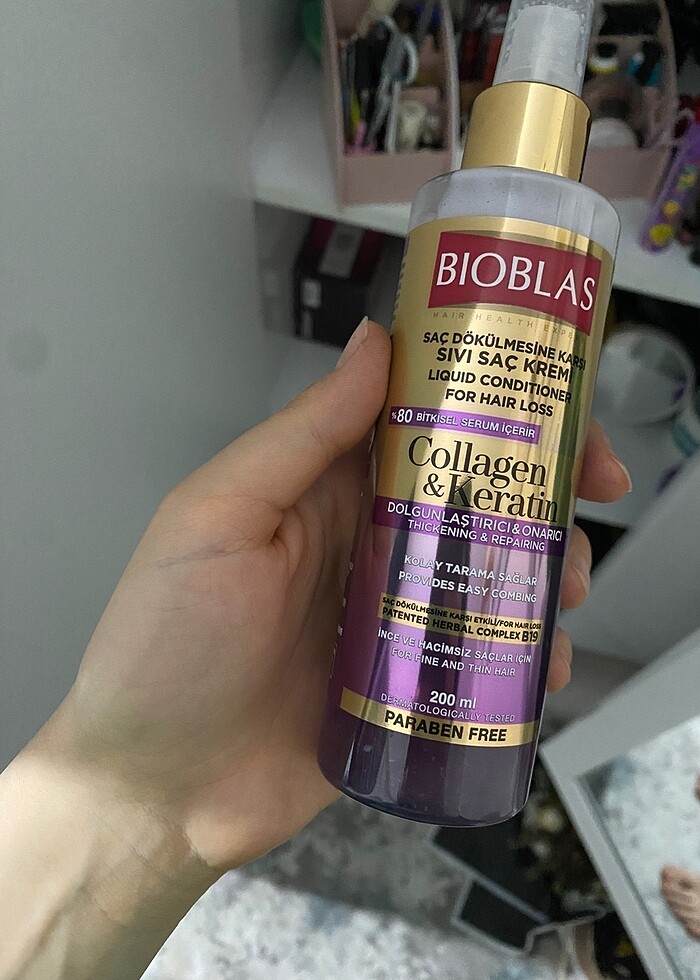 BIOBLAS
HAIR HEALTH
SAÇ DÖKÜLMESİNE KARŞI
SIVI SAÇ KREMİ
LIQUID CONDITIONER
FOR HAIR LOSS
%80 BİTKİSEL SERUM İÇERİR
Collagen
&Keratin
DOLGUNLAŞTIRICI & ONARICI
THICKENING & REPAIRING
KOLAY TARAMA SAĞLAR
PROVIDES EASY COMBING
SAÇ DÖKÜLMESİNE KARŞI ETKİLİ/FOR HAIR LOSS
PATENTED HERBAL COMPLEX B19
İNCE VE HACİMSİZ SAÇLAR İÇİN
FOR FINE AND THIN HAIR
200 ml
DERMATOLOGICALLY TESTED
PARABEN FREE